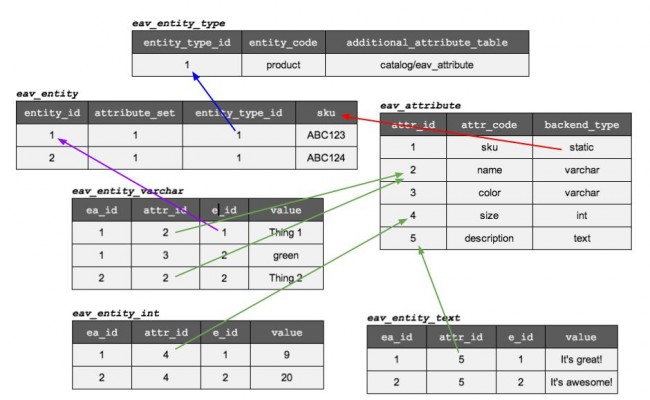 eav_entity_type
entity_type_id entity_code additional_attribute_table
1 product catalog/eav_attribute
eav_entity
entity_id attribute_set entity_type_id sku
1 1 1 ABC123
2 1 1 ABC124
eav_attribute
attr_id attr_code backend_type
1 sku static
2 name varchar
3 color varchar
4 size int
5 description text
eav_entity_varchar
ea_id attr_id e_id value
1 2 1 Thing 1
1 3 2 green
2 2 2 Thing 2
eav_entity_int
ea_id attr_id e_id value
1 4 1 9
2 4 2 20
eav_entity_text
ea_id attr_id e_id value
1 5 1 It's great!
2 5 2 It's awesome!